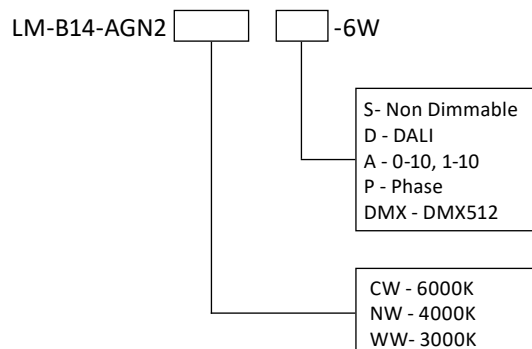 LM-B14-AGN2 -6W
S- Non Dimmable
D - DALI
A - 0-10, 1-10
P - Phase
DMX - DMX512
CW - 6000K
NW - 4000K
WW- 3000K